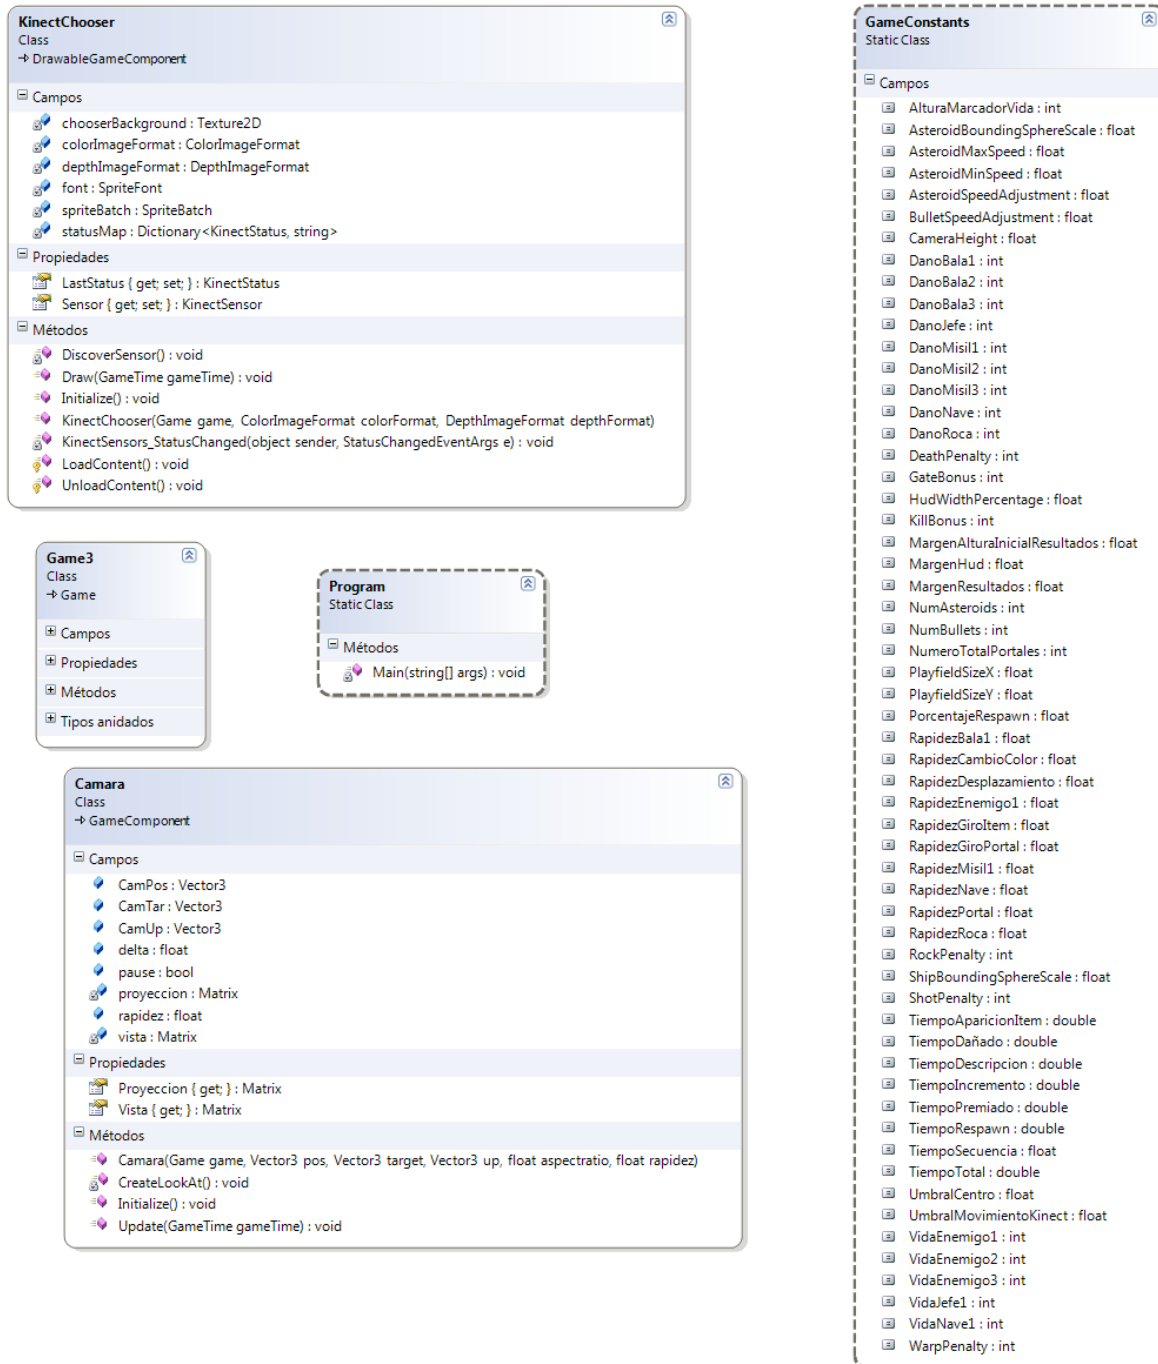 KinectChooser
Class
DrawableGameComponent
Campos
chooserBackground : Texture2D
colorImageFormat : ColorImageFormat
depthImageFormat : DepthImageFormat
font : SpriteFont
spriteBatch : SpriteBatch
statusMap : Dictionary<KinectStatus, string>
Propiedades
LastStatus { get; set; } : KinectStatus
Sensor { get; set; } : KinectSensor
Métodos
DiscoverSensor() : void
Draw(GameTime gameTime) : void
Initialize() : void
KinectChooser(Game game, ColorImageFormat colorFormat, DepthImageFormat depthFormat)
KinectSensors_StatusChanged(object sender, StatusChangedEventArgs e) : void
LoadContent() : void
UnloadContent() : void
Game3
Class
Game
Campos
Propiedades
Métodos
Tipos anidados
Program
Static Class
Métodos
Main(string[] args) : void
Camara
Class
GameComponent
Campos
CamPos : Vector3
CamTar : Vector3
CamUp : Vector3
delta : float
pause : bool
proyeccion : Matrix
rapidez : float
vista : Matrix
Propiedades
Proyeccion { get; } : Matrix
Vista { get; } : Matrix
Métodos
Camara(Game game, Vector3 pos, Vector3 target, Vector3 up, float aspectratio, float rapidez)
CreateLookAt() : void
Initialize() : void
Update(GameTime gameTime) : void
GameConstants
Static Class
Campos
AlturaMarcadorVida : int
AsteroidBoundingSphereScale : float
AsteroidMaxSpeed : float
AsteroidMinSpeed : float
AsteroidSpeedAdjustment : float
BulletSpeedAdjustment : float
CameraHeight : float
DanoBala1 : int
DanoBala2 : int
DanoBala3 : int
DanoJefe : int
DanoMisil1 : int
DanoMisil2 : int
DanoMisil3 : int
DanoNave : int
DanoRoca : int
DeathPenalty : int
GateBonus : int
HudWidthPercentage : float
KillBonus : int
MargenAlturaInicialResultados : float
MargenHud : float
MargenResultados : float
NumAsteroids : int
NumBullets : int
NumeroTotalPortales : int
PlayfieldSizeX : float
PlayfieldSizeY : float
PorcentajeRespawn : float
RapidezBala1 : float
RapidezCambioColor : float
RapidezDesplazamiento : float
RapidezEnemigo1 : float
RapidezGiroItem : float
RapidezGiroPortal : float
RapidezMisil1 : float
RapidezNave : float
RapidezPortal : float
RapidezRoca : float
RockPenalty : int
ShipBoundingSphereScale : float
ShotPenalty : int
TiempoAparicionItem : double
TiempoDañado : double
TiempoDescripcion : double
TiempoIncremento : double
TiempoPremiado : double
TiempoRespawn : double
TiempoSecuencia : float
TiempoTotal : double
UmbralCentro : float
UmbralMovimientoKinect : float
VidaEnemigo1 : int
VidaEnemigo2 : int
VidaEnemigo3 : int
VidaJefe1 : int
VidaNave1 : int
WarpPenalty : int